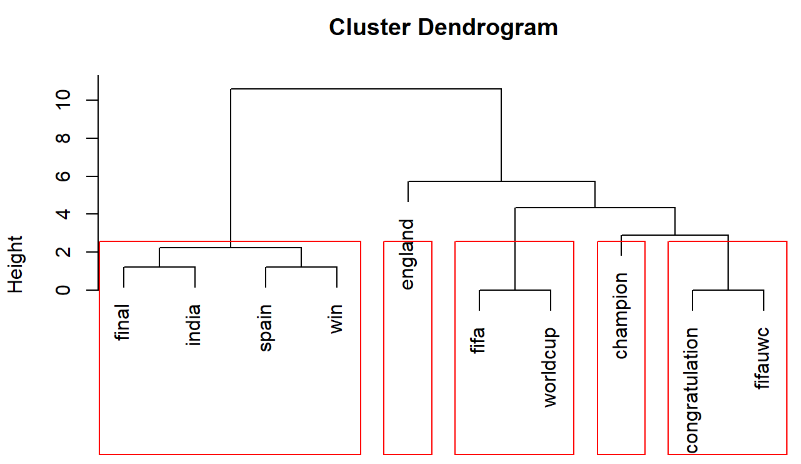 Cluster Dendrogram
Height
10
8
6
4
2
0
final
india
spain
win
england
fifa
worldcup
champion
congratulation
fifauwc